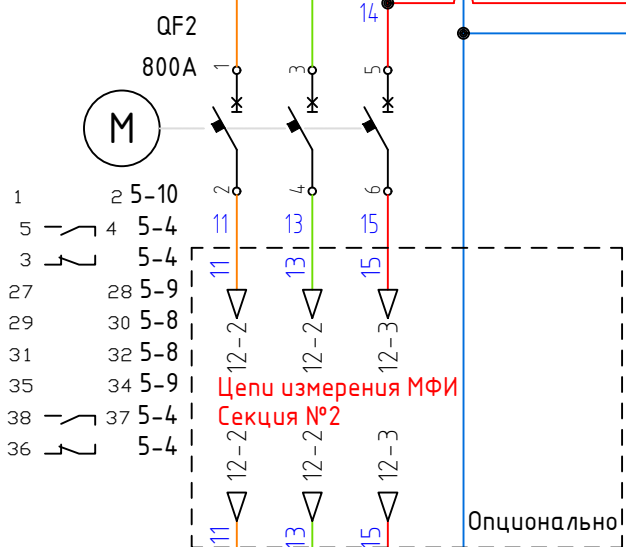 14
QF2
800A
1 3 5
M
2 4 6
1 2 5-10
5 4 5-4
3 5-4
27 28 5-9
29 30 5-8
31 32 5-8
35 34 5-9
38 37 5-4
36 5-4
11 13 15
11 13 15
12-2 12-2 12-3
Цепи измерения МФИ
Секция №2
12-2 12-2 12-3
11 13 15
Опционально